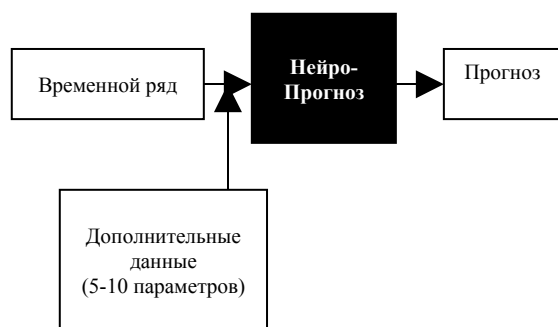 Временной ряд
Нейро-
Прогноз
Прогноз
Дополнительные
данные
(5-10 параметров)